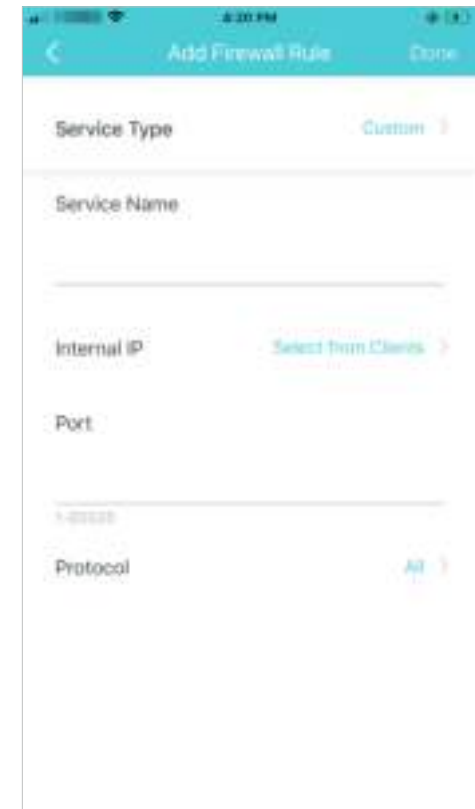 4:20 PM
Add Firewall Rule Done
Service Type Custom
Service Name
Internal IP Select from Clients
Port
1-65535
Protocol All